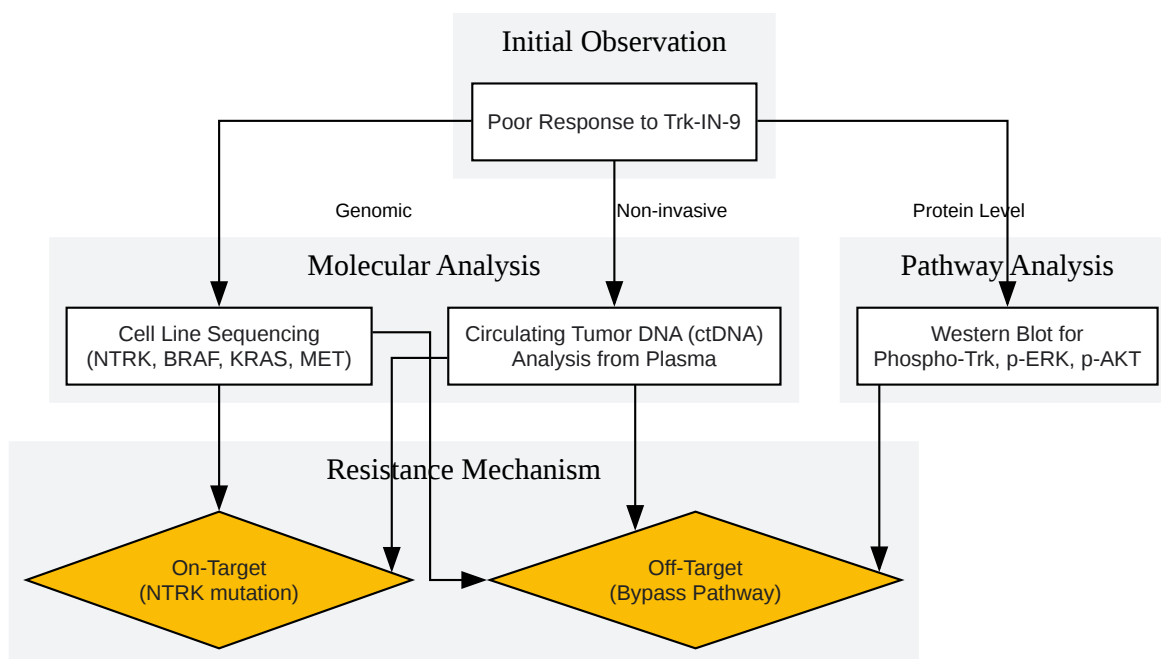 Initial Observation
Poor Response to Trk-IN-9
Genomic
Non-invasive
Protein Level
Molecular Analysis
Pathway Analysis
Cell Line Sequencing
(NTRK, BRAF, KRAS, MET)
Circulating Tumor DNA (ctDNA)
Analysis from Plasma
Western Blot for
Phospho-Trk, p-ERK, p-AKT
Resistance Mechanism
On-Target
(NTRK mutation)
Off-Target
(Bypass Pathway)